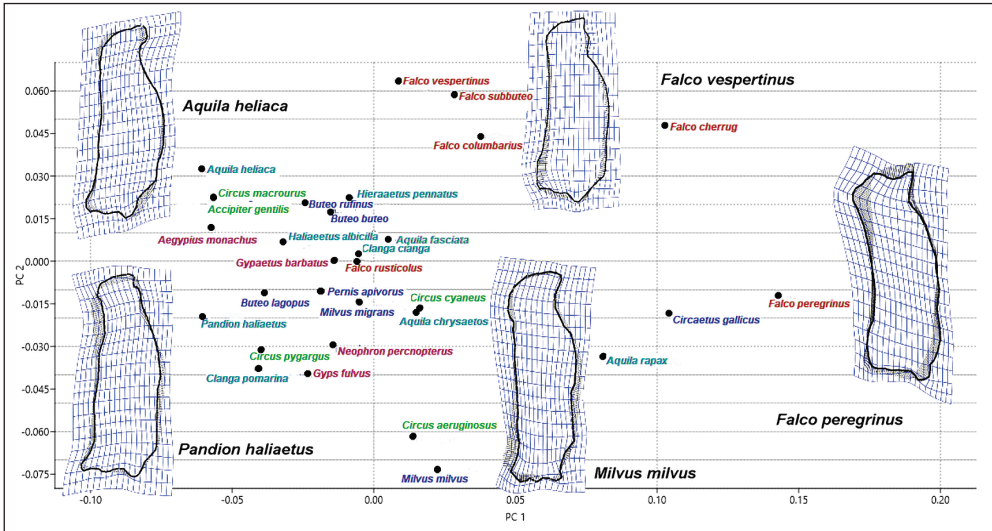 Falco vespertinus
Falco vespertinus
Falco subbuteo
Aquila heliaca
Falco cherrug
Falco columbarius
Aquila heliaca
Circus macrourus
Hieraaetus pennatus
Accipiter gentilis
Buteo rufinus
Buteo buteo
Aegypius monachus
Haliaeetus albicilla
Aquila fasciata
Clanga clanga
Gypaetus barbatus
Falco rusticolus
Buteo lagopus
Pernis apivorus
Circus cyaneus
Milvus migrans
Aquila chrysaetos
Falco peregrinus
Pandion haliaetus
Circaetus gallicus
Circus pygargus
Neophron percnopterus
Aquila rapax
Clanga pomarina
Gyps fulvus
Falco peregrinus
Circus aeruginosus
Pandion haliaetus
Milvus milvus
Milvus milvus
PC 2
0.060
0.045
0.030
0.015
0.000
-0.015
-0.030
-0.045
-0.060
-0.075
-0.10
-0.05
0.00
0.05
0.10
0.15
0.20
PC 1